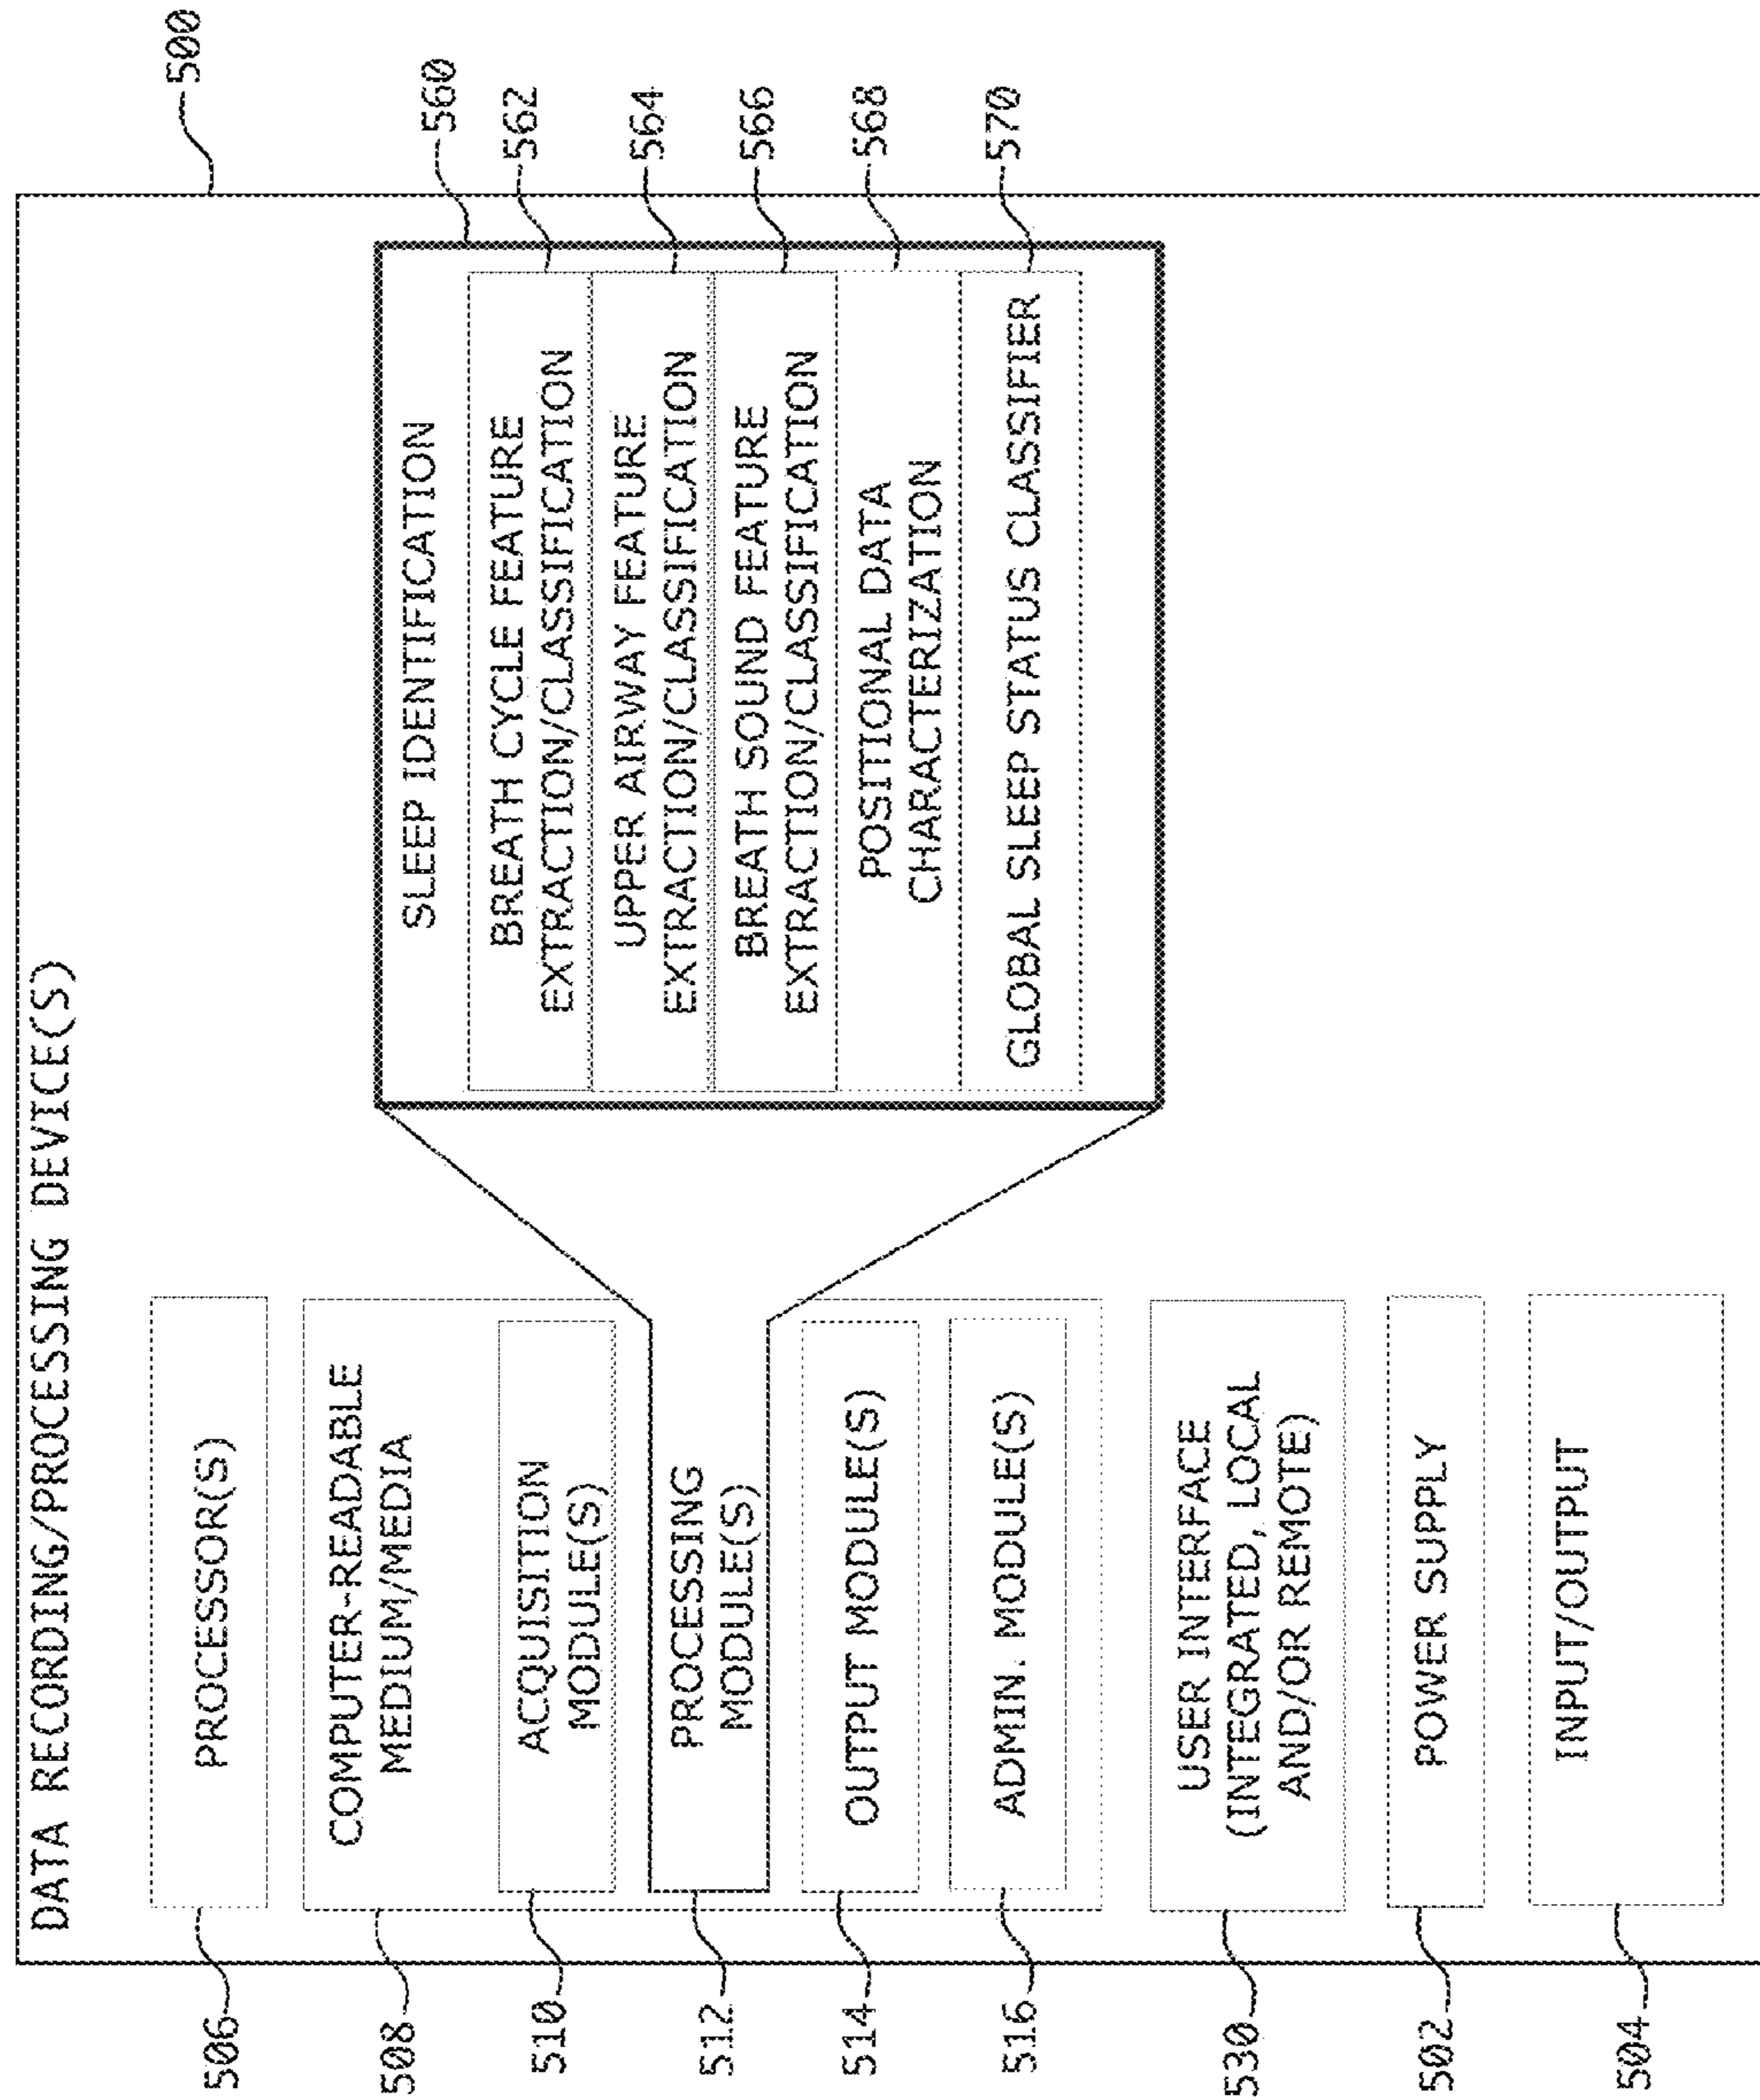 DATA RECORDING/PROCESSING DEVICE(S)
500
506
PROCESSOR(S)
508
COMPUTER-READABLE
MEDIUM/MEDIA
510
ACQUISITION
MODULE(S)
512
PROCESSING
MODULE(S)
514
OUTPUT MODULE(S)
516
ADMIN. MODULE(S)
530
USER INTERFACE
(INTEGRATED, LOCAL
AND/OR REMOTE)
502
POWER SUPPLY
504
INPUT/OUTPUT
560
SLEEP IDENTIFICATION
562
BREATH CYCLE FEATURE
EXTRACTION/CLASSIFICATION
564
UPPER AIRWAY FEATURE
EXTRACTION/CLASSIFICATION
566
BREATH SOUND FEATURE
EXTRACTION/CLASSIFICATION
568
POSITIONAL DATA
CHARACTERIZATION
570
GLOBAL SLEEP STATUS CLASSIFIER